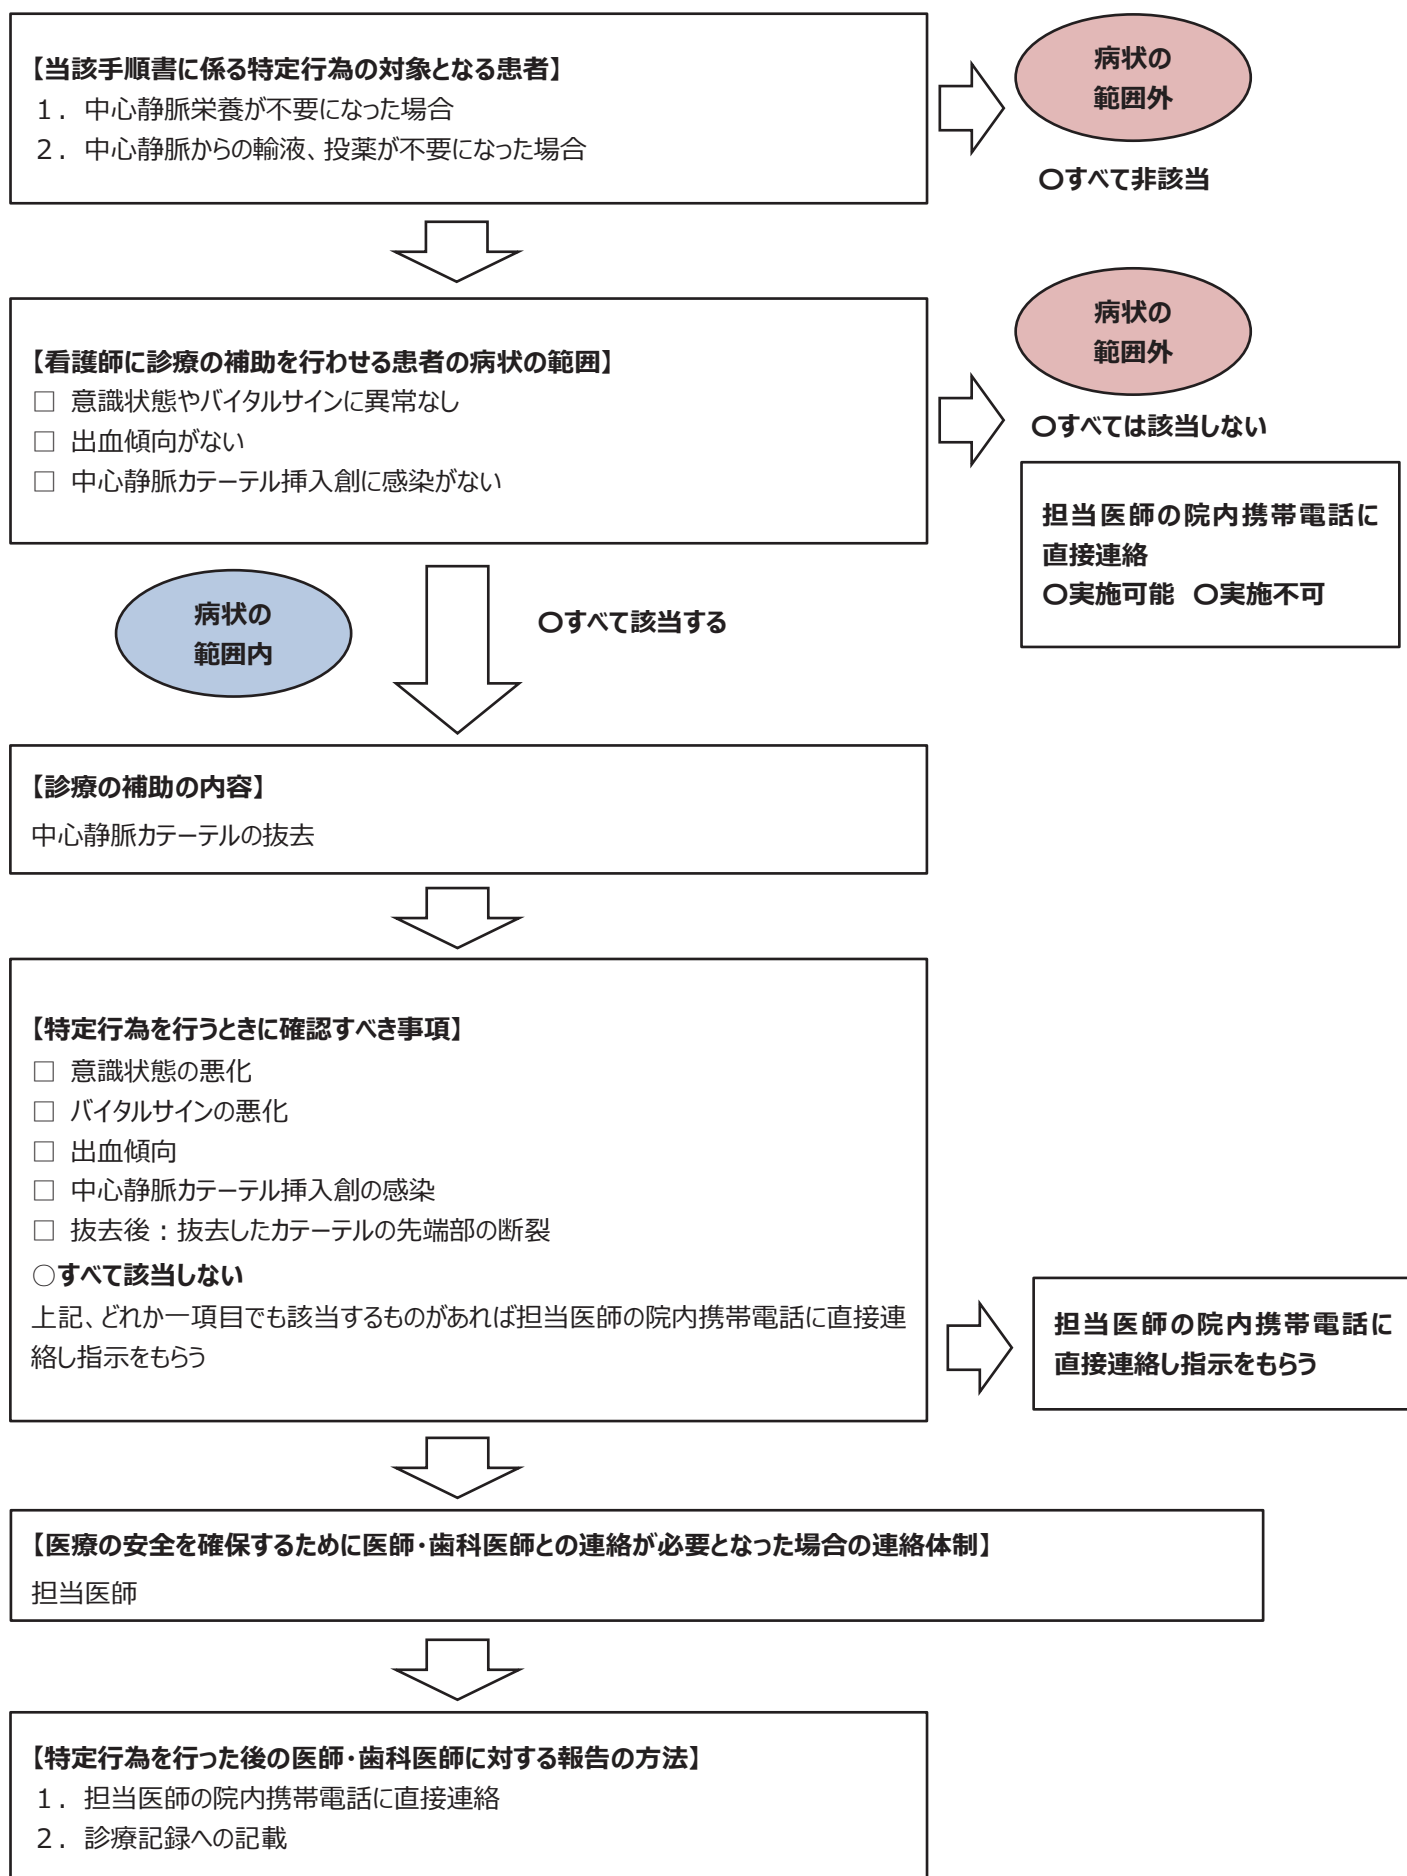 【当該手順書に係る特定行為の対象となる患者】
1．中心静脈栄養が不要になった場合
2．中心静脈からの輸液、投薬が不要になった場合
病状の
範囲外
〇すべて非該当
【看護師に診療の補助を行わせる患者の病状の範囲】
□ 意識状態やバイタルサインに異常なし
□ 出血傾向がない
□ 中心静脈カテーテル挿入創に感染がない
病状の
範囲外
〇すべては該当しない
担当医師の院内携帯電話に
直接連絡
〇実施可能 〇実施不可
病状の
範囲内
〇すべて該当する
【診療の補助の内容】
中心静脈カテーテルの抜去
【特定行為を行うときに確認すべき事項】
□ 意識状態の悪化
□ バイタルサインの悪化
□ 出血傾向
□ 中心静脈カテーテル挿入創の感染
□ 抜去後：抜去したカテーテルの先端部の断裂
○すべて該当しない
上記、どれか一項目でも該当するものがあれば担当医師の院内携帯電話に直接連
絡し指示をもらう
担当医師の院内携帯電話に
直接連絡し指示をもらう
【医療の安全を確保するために医師・歯科医師との連絡が必要となった場合の連絡体制】
担当医師
【特定行為を行った後の医師・歯科医師に対する報告の方法】
1．担当医師の院内携帯電話に直接連絡
2．診療記録への記載